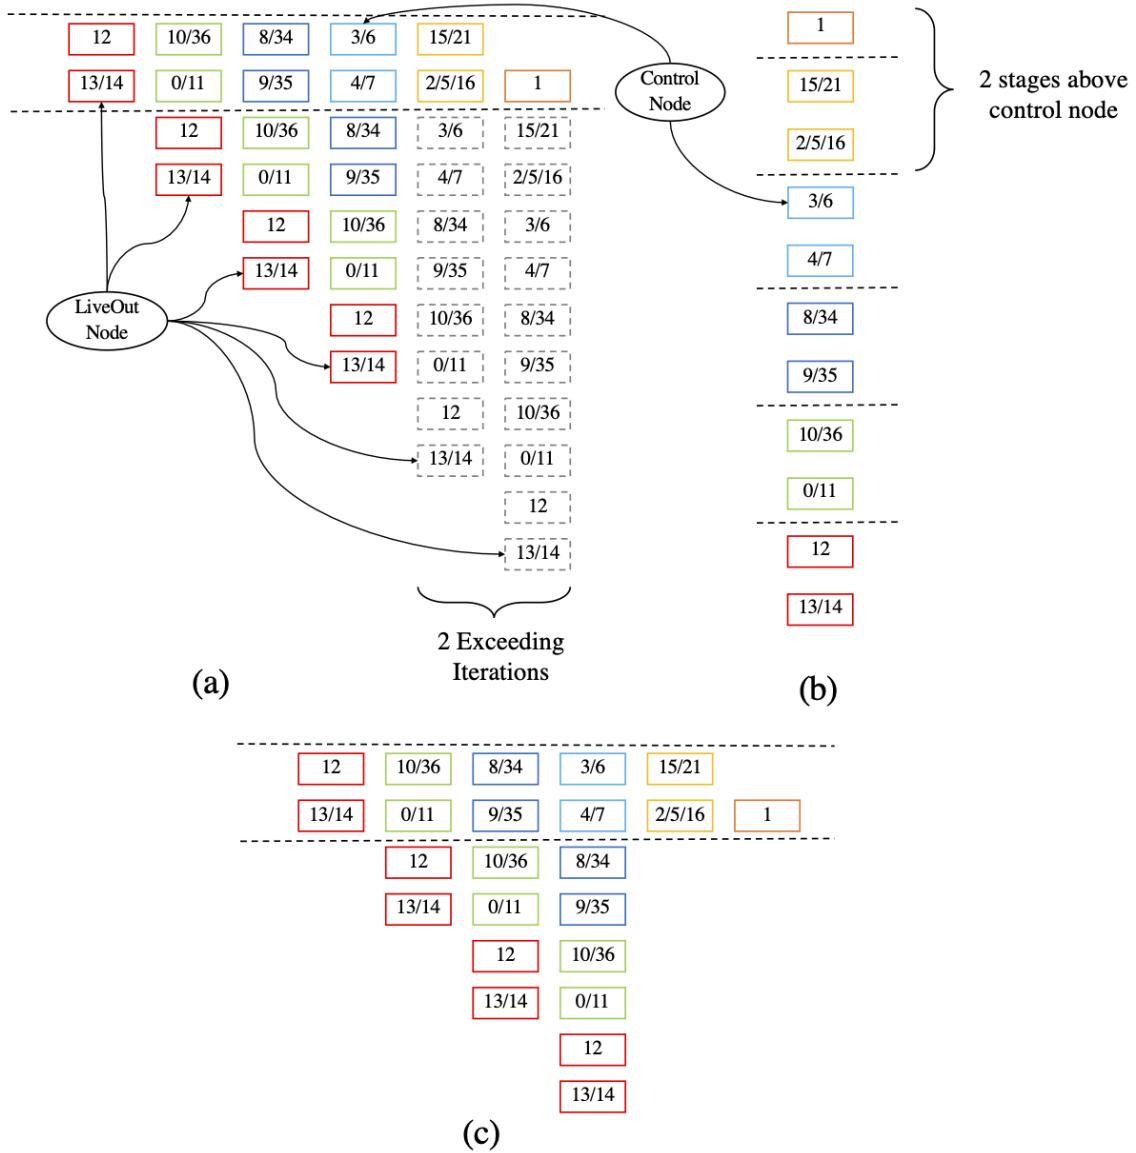 12 10/36 8/34 3/6 15/21
13/14 0/11 9/35 4/7 2/5/16 1
12 10/36 8/34 3/6 15/21
13/14 0/11 9/35 4/7 2/5/16
12 10/36 8/34 3/6
13/14 0/11 9/35 4/7
12 10/36 8/34
13/14 0/11 9/35
12 10/36
13/14 0/11
12
13/14
Control
Node
LiveOut
Node
2 Exceeding
Iterations
(a)
1
15/21
2/5/16
3/6
4/7
8/34
9/35
10/36
0/11
12
13/14
2 stages above
control node
(b)
12 10/36 8/34 3/6 15/21
13/14 0/11 9/35 4/7 2/5/16 1
12 10/36 8/34
13/14 0/11 9/35
12 10/36
13/14 0/11
12
13/14
(c)